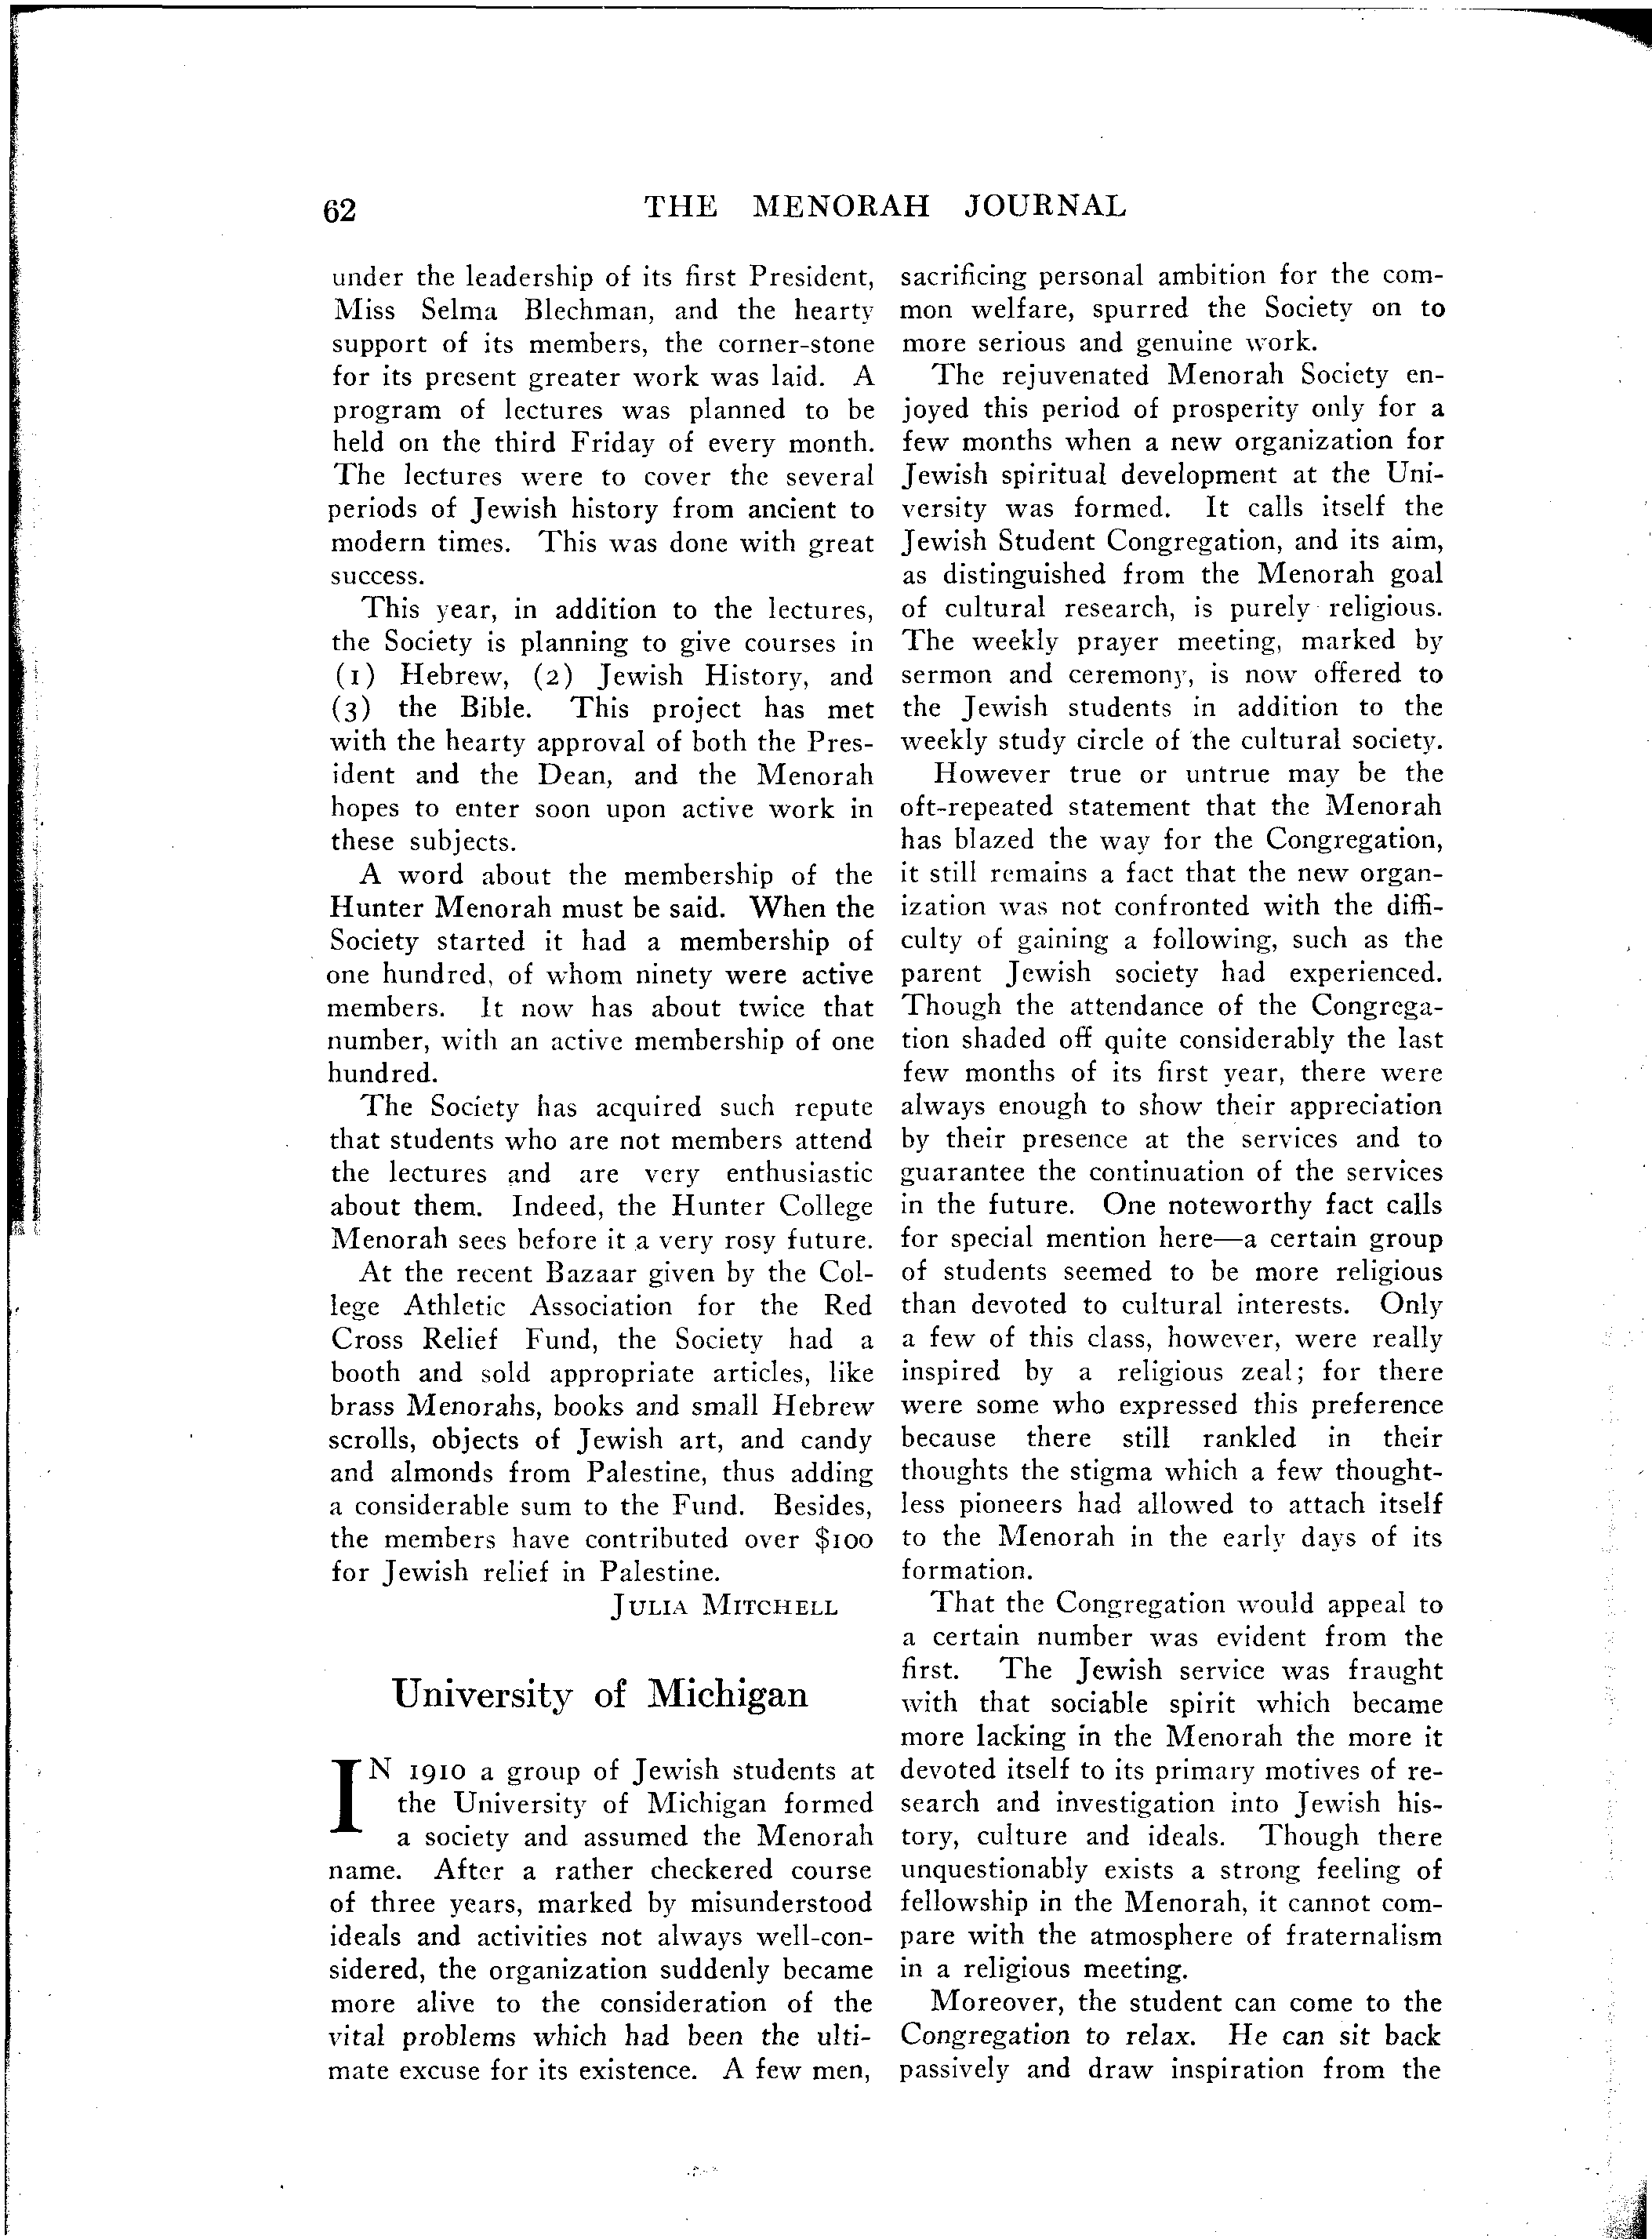 62
THE MENORAH JOURNAL
under the leadership of its first President,
Miss Selma Blechman, and the hearty
support of its members, the corner-stone
for its present greater work was laid. A
program of lectures was planned to be
held on the third Friday of every month.
The lectures were to cover the several
periods of Jewish history from ancient to
modern times. This was done with great
success.
This year, in addition to the lectures,
the Society is planning to give courses in
(1) Hebrew, (2) Jewish History, and
(3) the Bible. This project has met
with the hearty approval of both the Pres-
ident and the Dean, and the Menorah
hopes to enter soon upon active work in
these subjects.
A word about the membership of the
Hunter Menorah must be said. When the
Society started it had a membership of
one hundred, of whom ninety were active
members. It now has about twice that
number, with an active membership of one
hundred.
The Society has acquired such repute
that students who are not members attend
the lectures and are very enthusiastic
about them. Indeed, the Hunter College
Menorah sees before it a very rosy future.
At the recent Bazaar given by the Col-
lege Athletic Association for the Red
Cross Relief Fund, the Society had a
booth and sold appropriate articles, like
brass Menorahs, books and small Hebrew
scrolls, objects of Jewish art, and candy
and almonds from Palestine, thus adding
a considerable sum to the Fund. Besides,
the members have contributed over $100
for Jewish relief in Palestine.
JULIA MITCHELL
University of Michigan
IN 1910 a group of Jewish students at
the University of Michigan formed
a society and assumed the Menorah
name. After a rather checkered course
of three years, marked by misunderstood
ideals and activities not always well-con-
sidered, the organization suddenly became
more alive to the consideration of the
vital problems which had been the ulti-
mate excuse for its existence. A few men,
sacrificing personal ambition for the com-
mon welfare, spurred the Society on to
more serious and genuine work.
The rejuvenated Menorah Society en-
joyed this period of prosperity only for a
few months when a new organization for
Jewish spiritual development at the Uni-
versity was formed. It calls itself the
Jewish Student Congregation, and its aim,
as distinguished from the Menorah goal
of cultural research, is purely religious.
The weekly prayer meeting, marked by
sermon and ceremony, is now offered to
the Jewish students in addition to the
weekly study circle of the cultural society.
However true or untrue may be the
oft-repeated statement that the Menorah
has blazed the way for the Congregation,
it still remains a fact that the new organ-
ization was not confronted with the diffi-
culty of gaining a following, such as the
parent Jewish society had experienced.
Though the attendance of the Congrega-
tion shaded off quite considerably the last
few months of its first year, there were
always enough to show their appreciation
by their presence at the services and to
guarantee the continuation of the services
in the future. One noteworthy fact calls
for special mention here—a certain group
of students seemed to be more religious
than devoted to cultural interests. Only
a few of this class, however, were really
inspired by a religious zeal; for there
were some who expressed this preference
because there still rankled in their
thoughts the stigma which a few thought-
less pioneers had allowed to attach itself
to the Menorah in the early days of its
formation.
That the Congregation would appeal to
a certain number was evident from the
first. The Jewish service was fraught
with that sociable spirit which became
more lacking in the Menorah the more it
devoted itself to its primary motives of re-
search and investigation into Jewish his-
tory, culture and ideals. Though there
unquestionably exists a strong feeling of
fellowship in the Menorah, it cannot com-
pare with the atmosphere of fraternalism
in a religious meeting.
Moreover, the student can come to the
Congregation to relax. He can sit back
passively and draw inspiration from the